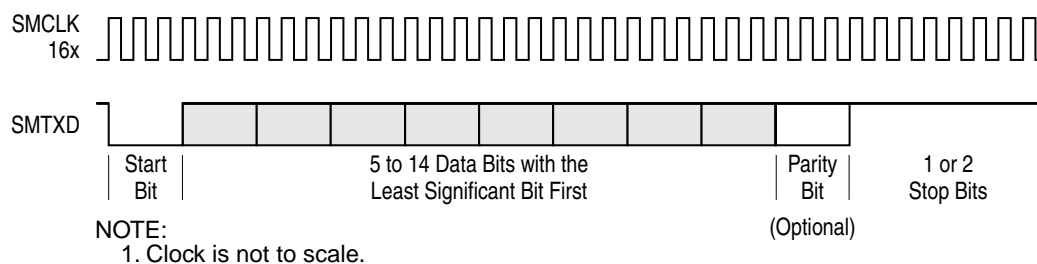 SMCLK
16x
SMTXD
Start
Bit
5 to 14 Data Bits with the
Least Significant Bit First
Parity
Bit
(Optional)
1 or 2
Stop Bits
NOTE:
1. Clock is not to scale.